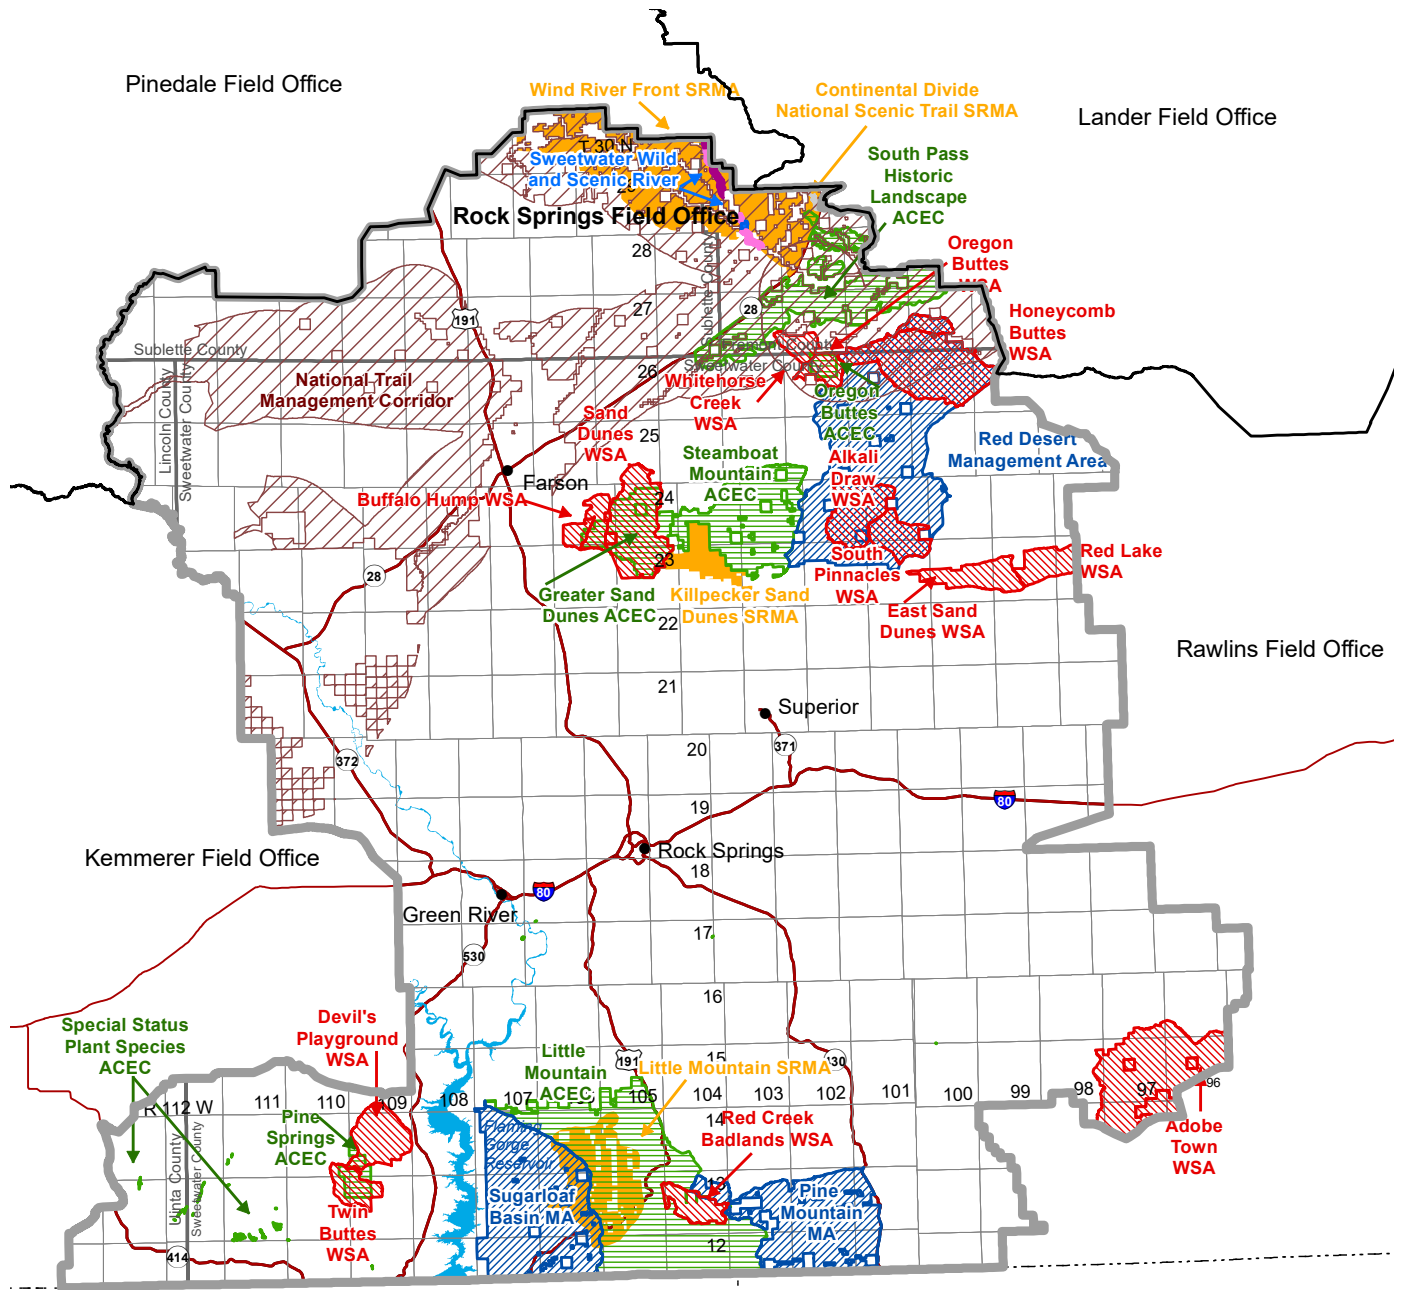 Pinedale Field Office
Wind River Front SRMA
Continental Divide
National Scenic Trail SRMA
Lander Field Office
T 30 N
Sweetwater Wild
and Scenic River
South Pass
Historic
Landscape
ACEC
Rock Springs Field Office
28
Oregon
Buttes
WSA
27
28
191
Sublette County
Honeycomb
Buttes
WSA
Sublette County
Fremont County
Sweetwater County
26
Lincoln County
Sweetwater County
National Trail
Management Corridor
Whitehorse
Creek
WSA
Oregon
Buttes
ACEC
Sand
Dunes
WSA
25
Red Desert
Management Area
Steamboat
Mountain
ACEC
Alkali
Draw
WSA
Farson
Buffalo Hump WSA
24
23
South
Pinnacles
WSA
Red Lake
WSA
28
Greater Sand
Dunes ACEC
Killpecker Sand
Dunes SRMA
East Sand
Dunes WSA
22
Rawlins Field Office
21
Superior
20
371
372
19
80
Kemmerer Field Office
Rock Springs
18
80
Green River
17
530
16
Special Status
Plant Species
ACEC
Devil's
Playground
WSA
Little
Mountain
ACEC
191
Little Mountain SRMA
15
430
R 112 W
111
110
109
108
107
105
104
103
102
101
100
99
98
97
96
14
Pine
Springs
ACEC
Flaming
Gorge
Reservoir
Red Creek
Badlands WSA
Adobe
Town
WSA
Uinta County
Sweetwater County
13
Sugarloaf
Basin MA
Pine
Mountain
MA
Twin
Buttes
WSA
12
414